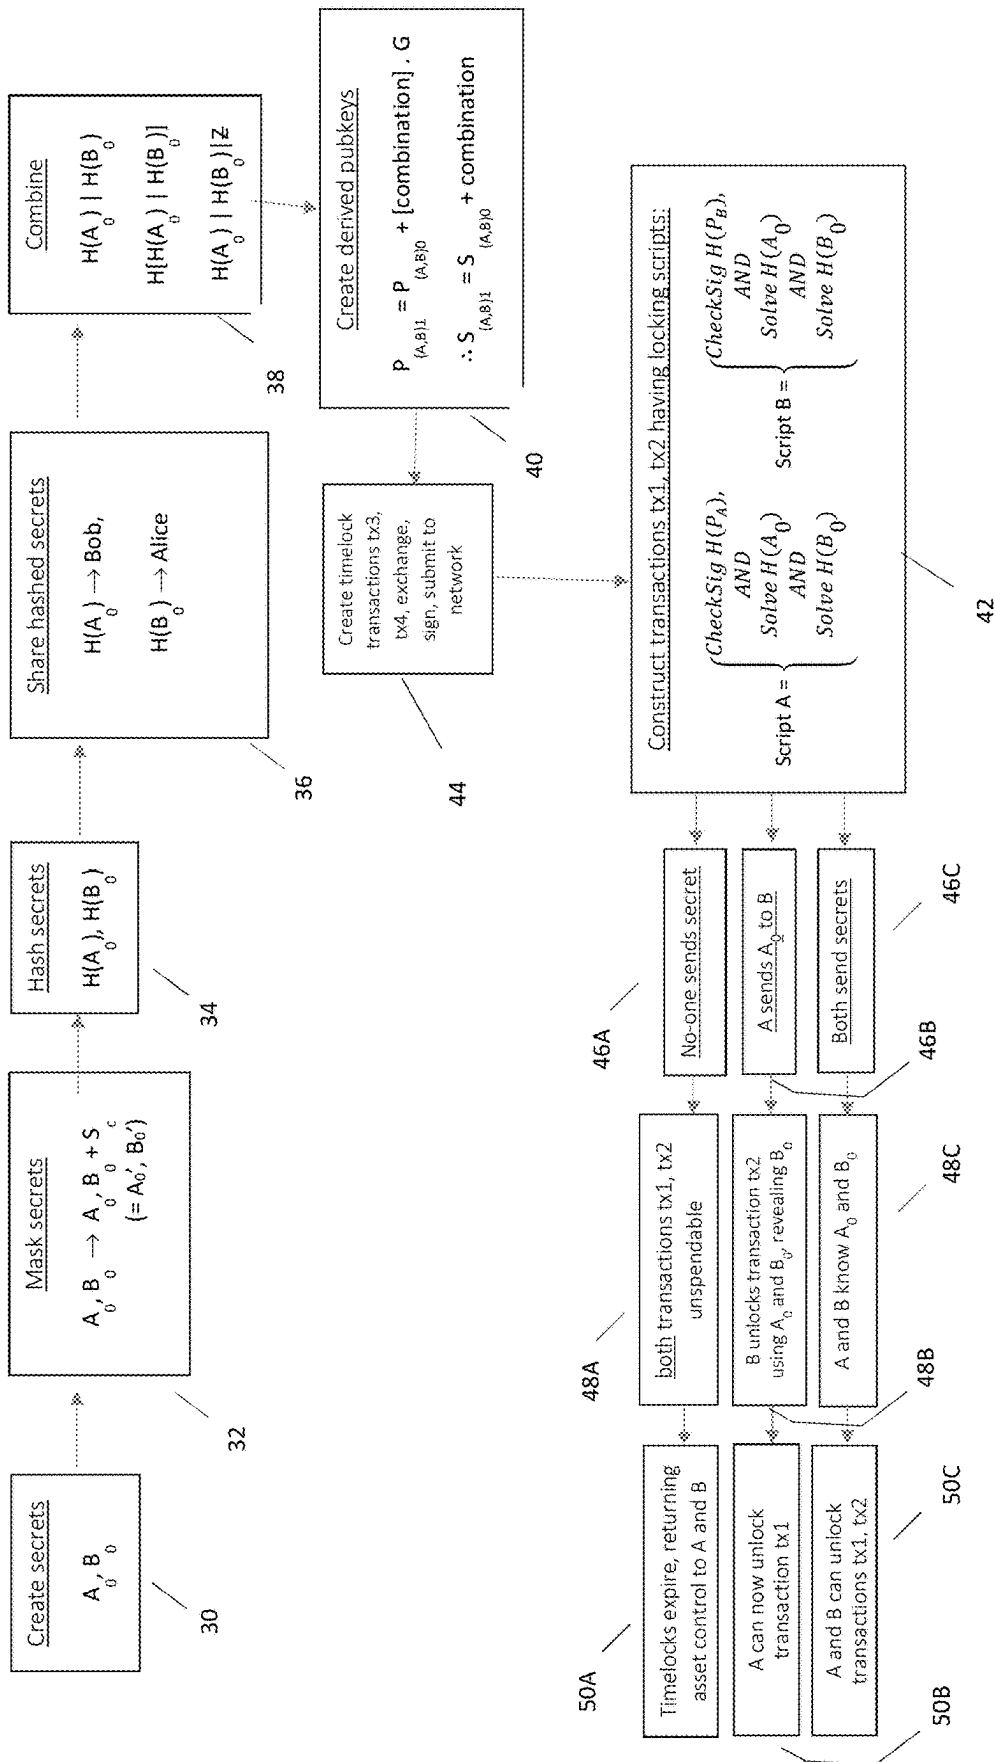 Create secrets
A₀, B₀
30
Mask secrets
A₀, B₀ → A₀, B₀ + S꜀
(= A₀', B₀')
32
Hash secrets
H(A₀), H(B₀)
34
Share hashed secrets
H(A₀) → Bob,
H(B₀) → Alice
36
Combine
H(A₀) | H(B₀)
H[H(A₀) | H(B₀)]
H(A₀) | H(B₀)|Z
38
Create derived pubkeys
P(A,B)1 = P(A,B)0 + [combination] . G
∴ S(A,B)1 = S(A,B)0 + combination
40
Create timelock
transactions tx3,
tx4, exchange,
sign, submit to
network
44
Construct transactions tx1, tx2 having locking scripts:
Script A =
CheckSig H(P_A),
AND
Solve H(A₀)
AND
Solve H(B₀)
Script B =
CheckSig H(P_B),
AND
Solve H(A₀)
AND
Solve H(B₀)
42
No-one sends secret
46A
A sends A₀ to B
46B
Both send secrets
46C
both transactions tx1, tx2
unspendable
48A
B unlocks transaction tx2
using A₀ and B₀, revealing B₀
48B
A and B know A₀ and B₀
48C
Timelocks expire, returning
asset control to A and B
50A
A can now unlock
transaction tx1
50B
A and B can unlock
transactions tx1, tx2
50C